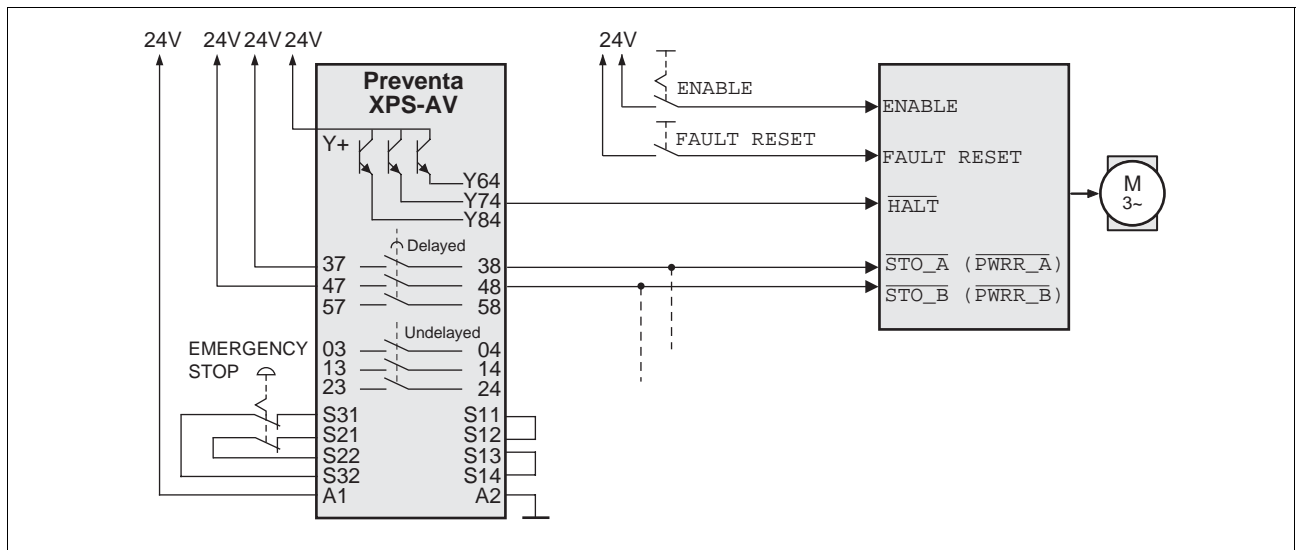 24V 24V 24V 24V 24V
Preventa
XPS-AV
Y+
Y64
Y74
Y84
ENABLE
FAULT RESET
ENABLE
FAULT RESET
HALT
STO_A (PWRR_A)
STO_B (PWRR_B)
M
3~
Delayed
37 38
47 48
57 58
Undelayed
03 04
13 14
23 24
EMERGENCY
STOP
S31 S11
S21 S12
S22 S13
S32 S14
A1 A2